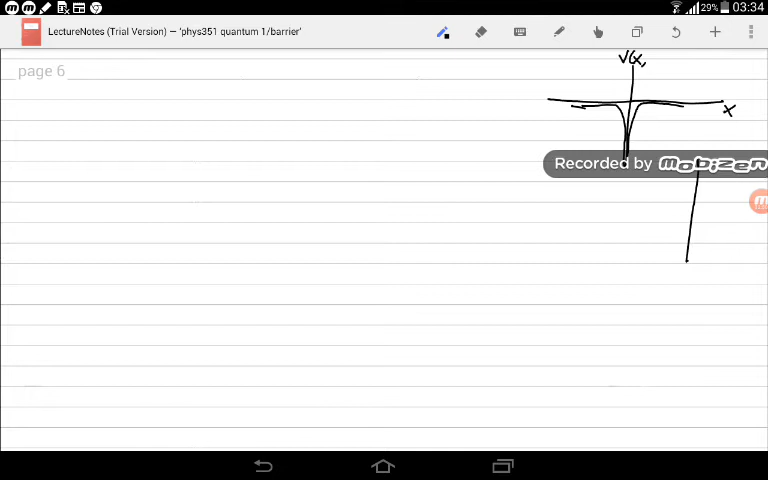 29% 03:34
LectureNotes (Trial Version) — 'phys351 quantum 1/barrier'
page 6
V(x,
x
Recorded by mobizen